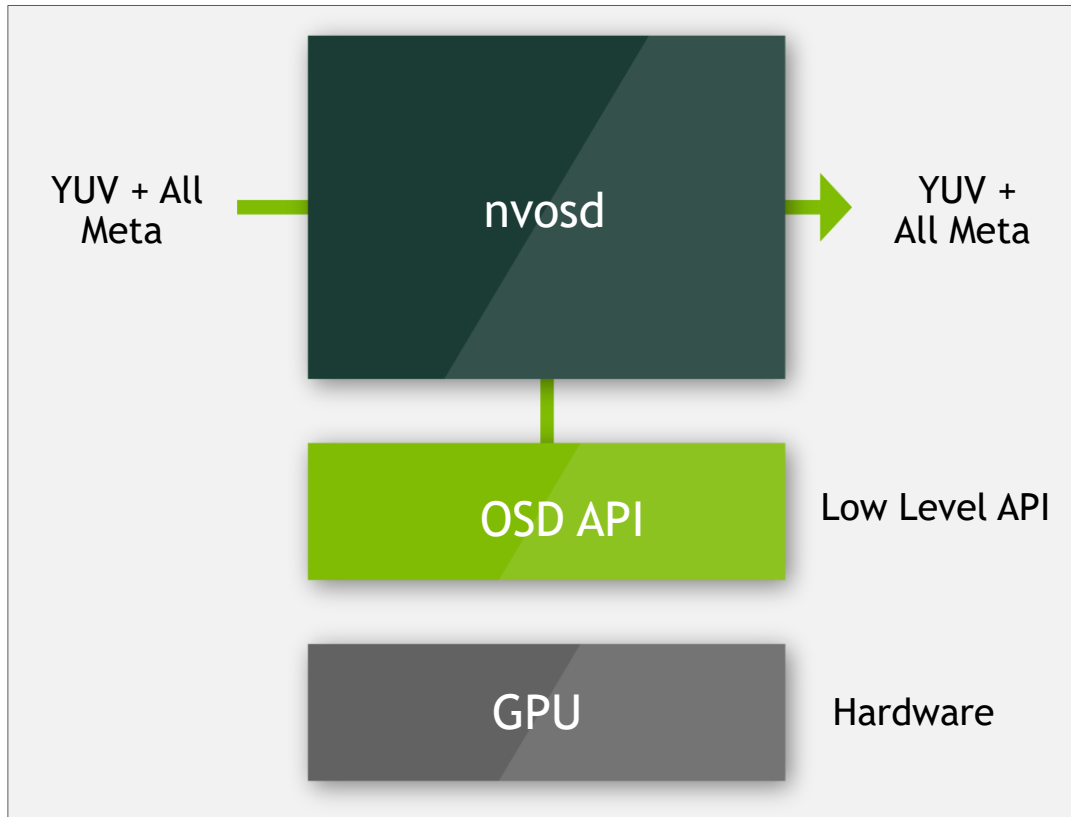 YUV + All
Meta
nvosd
YUV +
All Meta
OSD API
Low Level API
GPU
Hardware